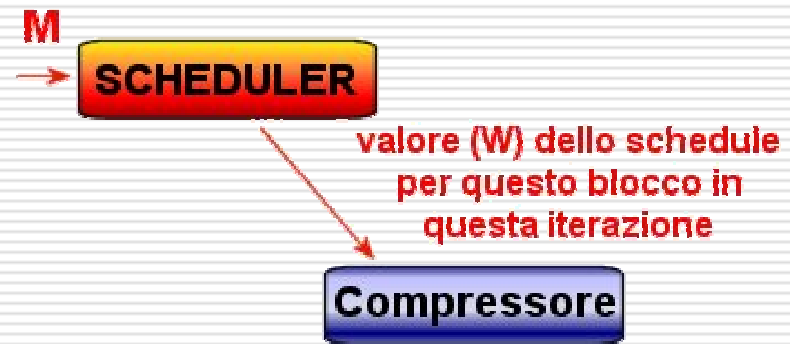 M
SCHEDULER
valore (W) dello schedule
per questo blocco in
questa iterazione
Compressore